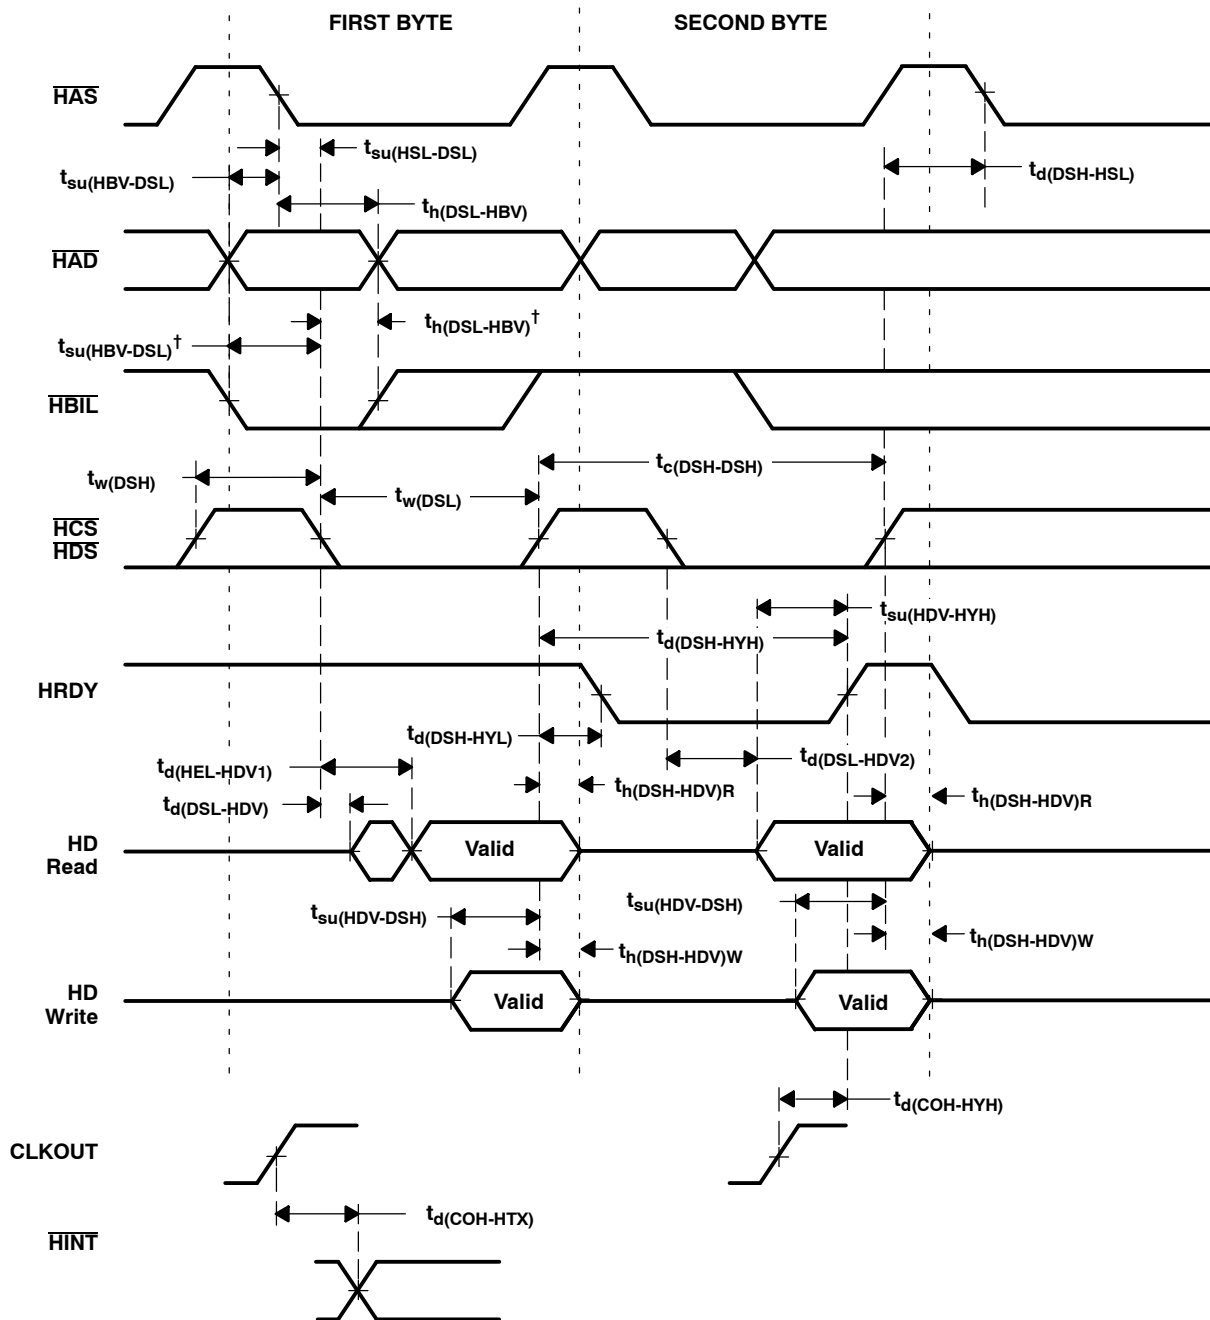 FIRST BYTE SECOND BYTE
HAS
tsu(HSL-DSL)
tsu(HBV-DSL)
td(DSH-HSL)
th(DSL-HBV)
HAD
th(DSL-HBV)†
tsu(HBV-DSL)†
HBIL
tc(DSH-DSH)
tw(DSH)
tw(DSL)
HCS
HDS
tsu(HDV-HYH)
td(DSH-HYH)
HRDY
td(DSH-HYL)
td(DSL-HDV2)
td(HEL-HDV1)
th(DSH-HDV)R
th(DSH-HDV)R
td(DSL-HDV)
HD
Read
Valid Valid
tsu(HDV-DSH)
tsu(HDV-DSH)
th(DSH-HDV)W
th(DSH-HDV)W
HD
Write
Valid Valid
td(COH-HYH)
CLKOUT
td(COH-HTX)
HINT